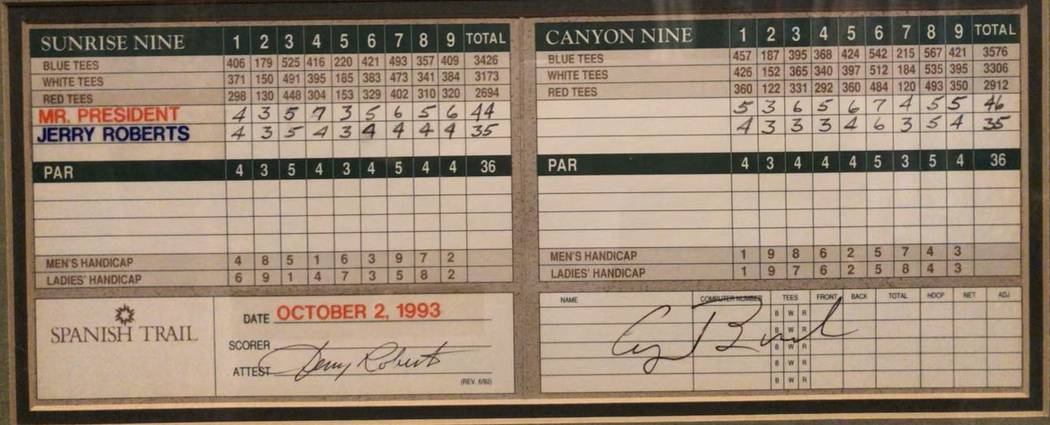 SUNRISE NINE 1 2 3 4 5 6 7 8 9 TOTAL
BLUE TEES 406 179 525 416 220 421 493 357 409 3426
WHITE TEES 371 150 491 395 185 383 473 341 384 3173
RED TEES 298 130 448 304 153 329 402 310 320 2694
MR. PRESIDENT 4 3 5 7 3 5 6 5 6 44
JERRY ROBERTS 4 3 5 4 3 4 4 4 4 35
PAR 4 3 5 4 3 4 5 4 4 36
MEN'S HANDICAP 4 8 5 1 6 3 9 7 2
LADIES' HANDICAP 6 9 1 4 7 3 5 8 2
CANYON NINE 1 2 3 4 5 6 7 8 9 TOTAL
BLUE TEES 457 187 395 368 424 542 215 567 421 3576
WHITE TEES 426 152 365 340 397 512 184 535 395 3306
RED TEES 360 122 331 292 360 484 120 493 350 2912
5 3 6 5 6 7 4 5 5 46
4 3 3 3 4 6 3 5 4 35
PAR 4 3 4 4 4 5 3 5 4 36
MEN'S HANDICAP 1 9 8 6 2 5 7 4 3
LADIES' HANDICAP 1 9 7 6 2 5 8 4 3
SPANISH TRAIL
DATE OCTOBER 2, 1993
SCORER
ATTEST Jerry Roberts
(REV. 6/92)
NAME COMPUTER NUMBER TEES FRONT BACK TOTAL HDCP NET ADJ
B W R
B W R
B W R
B W R
B W R